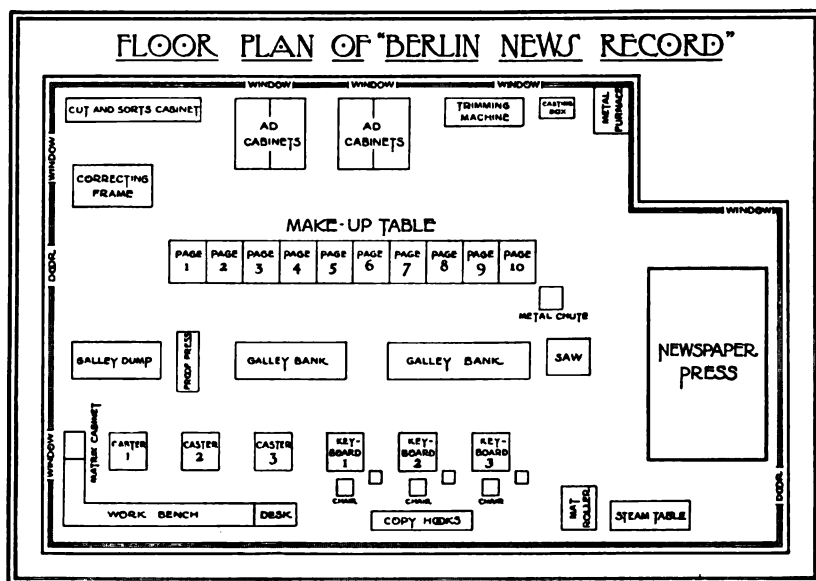 FLOOR PLAN OF "BERLIN NEWS RECORD"
WINDOW WINDOW WINDOW
CUT AND SORTS CABINET
AD
CABINETS
AD
CABINETS
TRIMMING
MACHINE
CASTING
BOX
METAL
FURNACE
WINDOW
CORRECTING
FRAME
WINDOW
MAKE-UP TABLE
PAGE
1
PAGE
2
PAGE
3
PAGE
4
PAGE
5
PAGE
6
PAGE
7
PAGE
8
PAGE
9
PAGE
10
DOOR
METAL CHUTE
GALLEY DUMP
PROOF PRESS
GALLEY BANK
GALLEY BANK
SAW
NEWSPAPER
PRESS
WINDOW
MATRIX CABINET
CASTER
1
CASTER
2
CASTER
3
KEY-
BOARD
1
KEY-
BOARD
2
KEY-
BOARD
3
CHAIR
CHAIR
CHAIR
DOOR
WORK BENCH
DESK
COPY HOOKS
MAT
ROLLER
STEAM TABLE